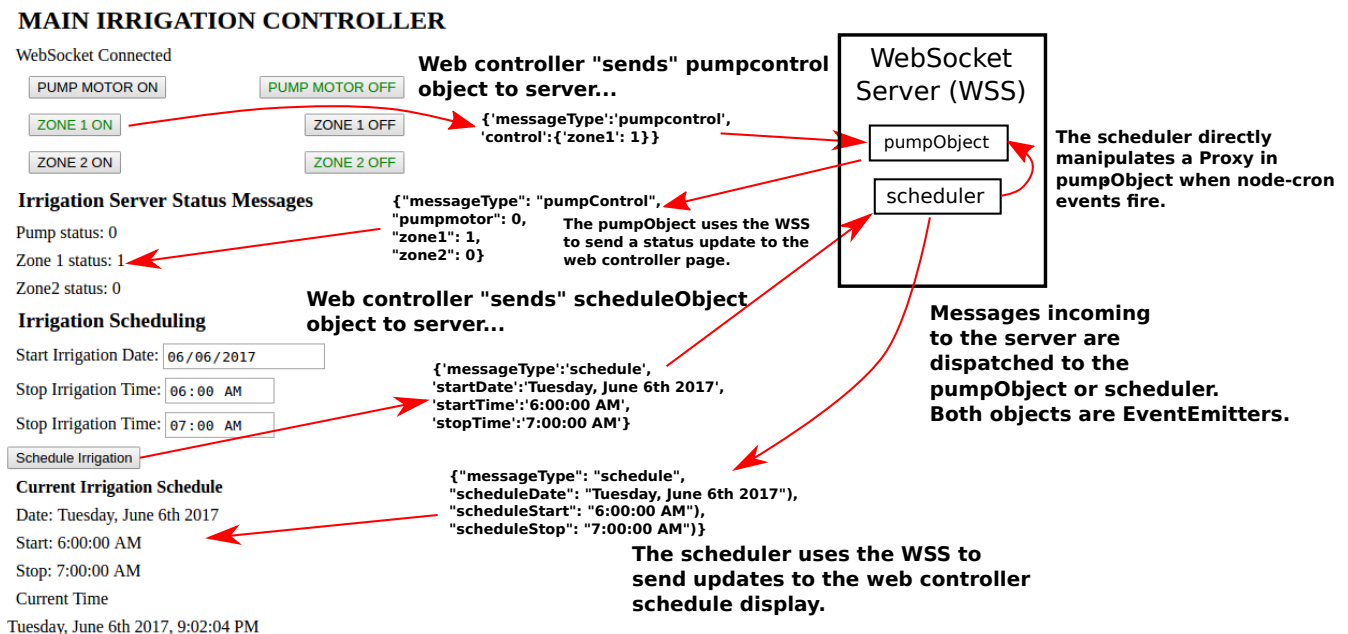 MAIN IRRIGATION CONTROLLER
WebSocket Connected
PUMP MOTOR ON
PUMP MOTOR OFF
ZONE 1 ON
ZONE 1 OFF
ZONE 2 ON
ZONE 2 OFF
Irrigation Server Status Messages
Pump status: 0
Zone 1 status: 1
Zone2 status: 0
Irrigation Scheduling
Start Irrigation Date: 06/06/2017
Stop Irrigation Time: 06:00 AM
Stop Irrigation Time: 07:00 AM
Schedule Irrigation
Current Irrigation Schedule
Date: Tuesday, June 6th 2017
Start: 6:00:00 AM
Stop: 7:00:00 AM
Current Time
Tuesday, June 6th 2017, 9:02:04 PM
Web controller "sends" pumpcontrol
object to server...
{'messageType':'pumpcontrol',
'control':{'zone1': 1}}
{"messageType": "pumpControl",
"pumpmotor": 0,
"zone1": 1,
"zone2": 0}
The pumpObject uses the WSS
to send a status update to the
web controller page.
Web controller "sends" scheduleObject
object to server...
{'messageType':'schedule',
'startDate':'Tuesday, June 6th 2017',
'startTime':'6:00:00 AM',
'stopTime':'7:00:00 AM'}
{"messageType": "schedule",
"scheduleDate": "Tuesday, June 6th 2017"),
"scheduleStart": "6:00:00 AM"),
"scheduleStop": "7:00:00 AM")}
The scheduler uses the WSS to
send updates to the web controller
schedule display.
WebSocket
Server (WSS)
pumpObject
scheduler
The scheduler directly
manipulates a Proxy in
pumpObject when node-cron
events fire.
Messages incoming
to the server are
dispatched to the
pumpObject or scheduler.
Both objects are EventEmitters.